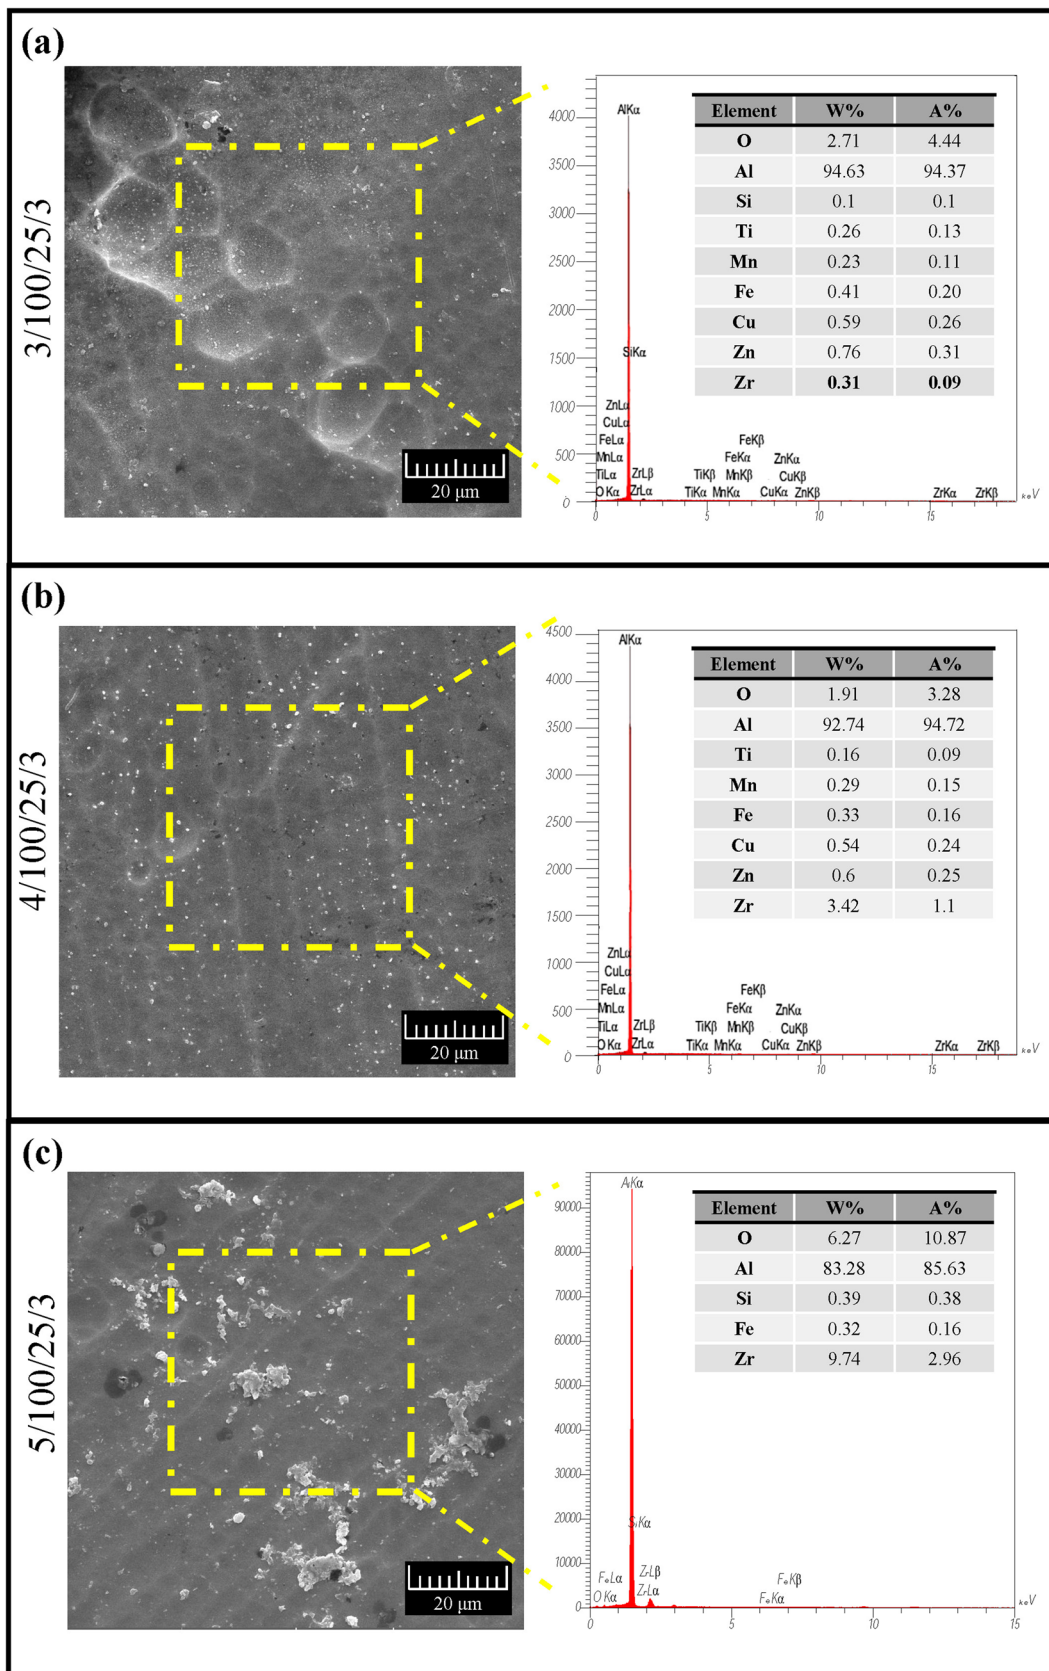 (a)
3/100/25/3
20 μm
4000
3500
3000
2500
2000
1500
1000
500
0
AlKα
SiKα
ZnLα
CuLα
FeLα
MnLα
TiLα
O Kα
ZrLβ
ZrLα
FeKβ
FeKα ZnKα
TiKβ MnKβ CuKβ
TiKα MnKα CuKα ZnKβ ZrKα ZrKβ
0 5 10 15 keV
Element W% A%
O 2.71 4.44
Al 94.63 94.37
Si 0.1 0.1
Ti 0.26 0.13
Mn 0.23 0.11
Fe 0.41 0.20
Cu 0.59 0.26
Zn 0.76 0.31
Zr 0.31 0.09
(b)
4/100/25/3
20 μm
4500
4000
3500
3000
2500
2000
1500
1000
500
0
AlKα
ZnLα
CuLα
FeLα
MnLα
TiLα
O Kα
ZrLβ
ZrLα
FeKβ
FeKα ZnKα
TiKβ MnKβ CuKβ
TiKα MnKα CuKα ZnKβ ZrKα ZrKβ
0 5 10 15 keV
Element W% A%
O 1.91 3.28
Al 92.74 94.72
Ti 0.16 0.09
Mn 0.29 0.15
Fe 0.33 0.16
Cu 0.54 0.24
Zn 0.6 0.25
Zr 3.42 1.1
(c)
5/100/25/3
20 μm
90000
80000
70000
60000
50000
40000
30000
20000
10000
0
AlKα
SiKα
FeLα
O Kα
ZrLβ
ZrLα
FeKβ
FeKα
0 5 10 15 keV
Element W% A%
O 6.27 10.87
Al 83.28 85.63
Si 0.39 0.38
Fe 0.32 0.16
Zr 9.74 2.96